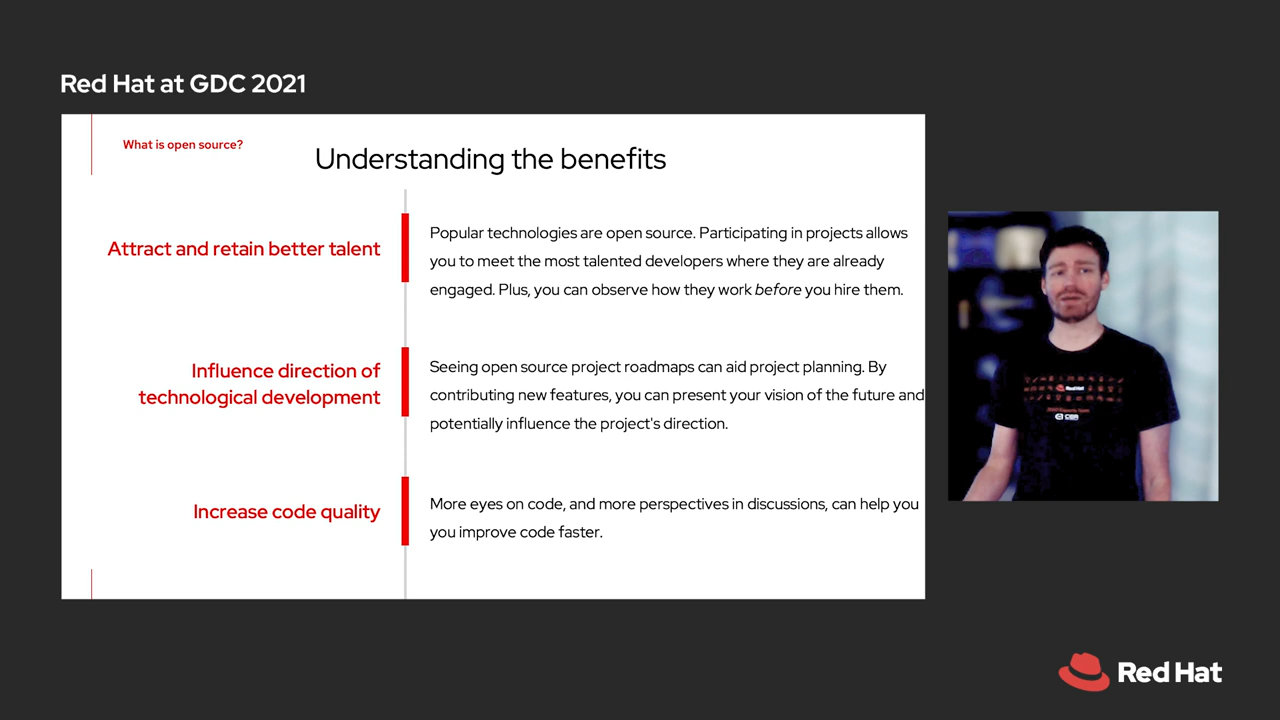 Red Hat at GDC 2021
What is open source?
Understanding the benefits
Attract and retain better talent
Popular technologies are open source. Participating in projects allows
you to meet the most talented developers where they are already
engaged. Plus, you can observe how they work before you hire them.
Influence direction of
technological development
Seeing open source project roadmaps can aid project planning. By
contributing new features, you can present your vision of the future and
potentially influence the project's direction.
Increase code quality
More eyes on code, and more perspectives in discussions, can help you
you improve code faster.
Red Hat
Red Hat